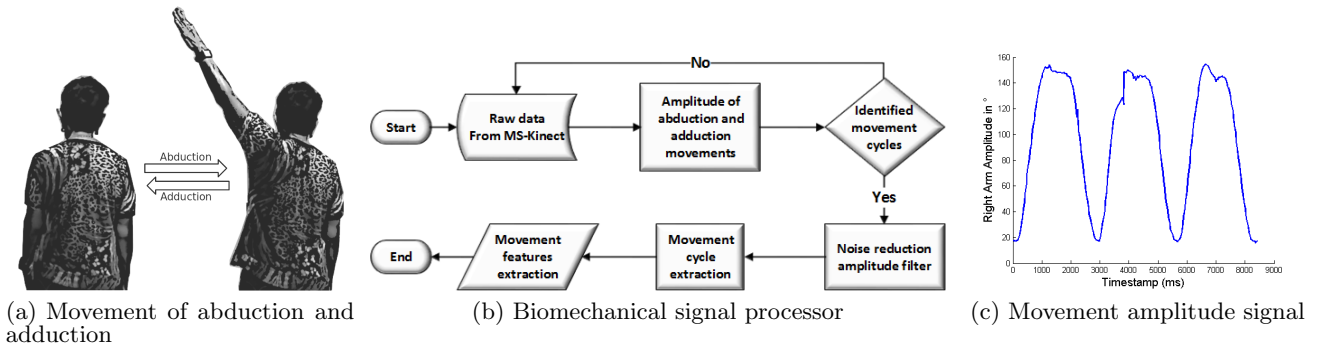 Abduction
Adduction
(a) Movement of abduction and
adduction
No
Start
Raw data
From MS-Kinect
Amplitude of
abduction and
adduction
movements
Identified
movement
cycles
Yes
End
Movement
features
extraction
Movement
cycle
extraction
Noise reduction
amplitude filter
(b) Biomechanical signal processor
Right Arm Amplitude in °
160
140
120
100
80
60
40
20
0
0 1000 2000 3000 4000 5000 6000 7000 8000 9000
Timestamp (ms)
(c) Movement amplitude signal